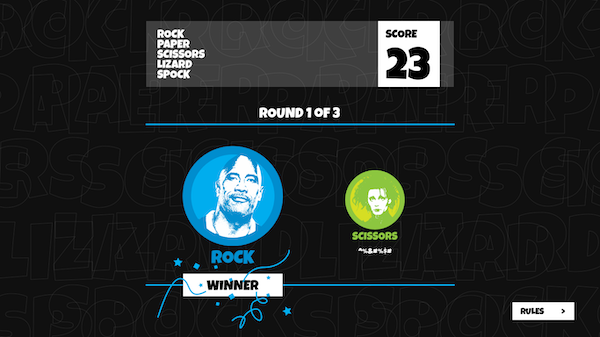 ROCK
PAPER
SCISSORS
LIZARD
SPOCK
SCORE
23
ROUND 1 OF 3
ROCK
SCISSORS
WINNER
RULES >